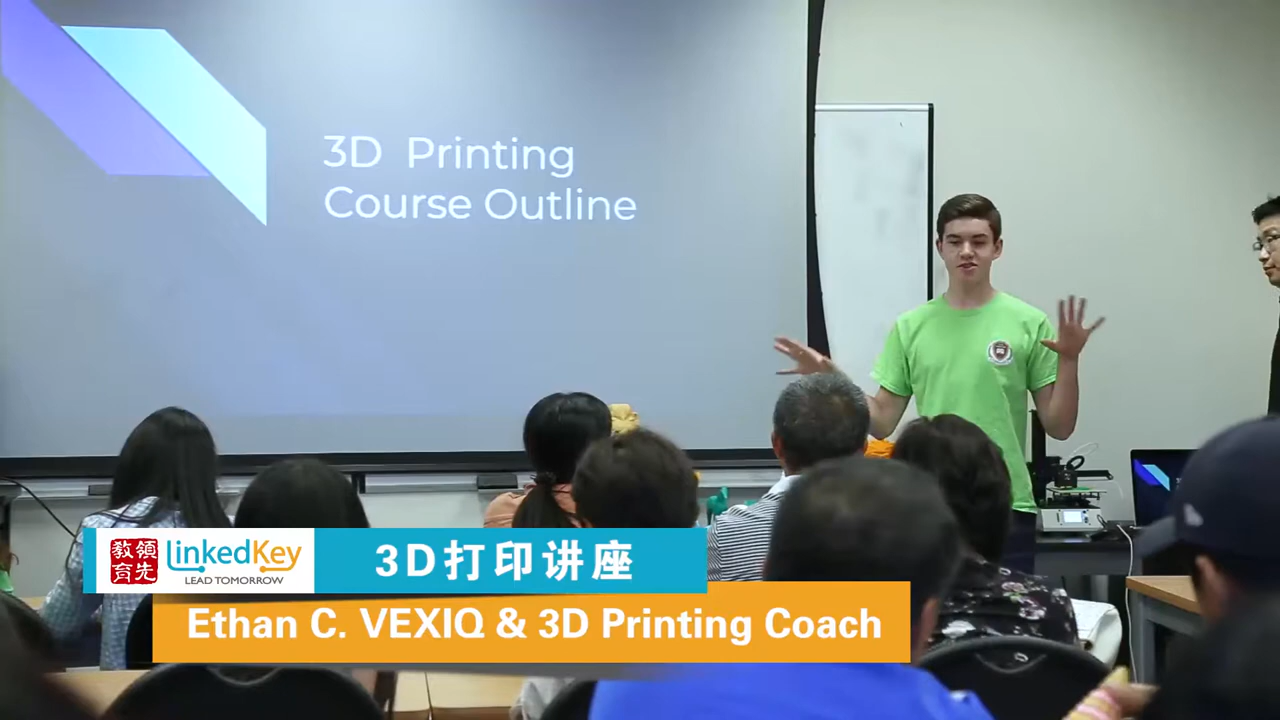 3D Printing
Course Outline
領先
教育
LinkedKey
LEAD TOMORROW
3D打印讲座
Ethan C. VEXIQ & 3D Printing Coach